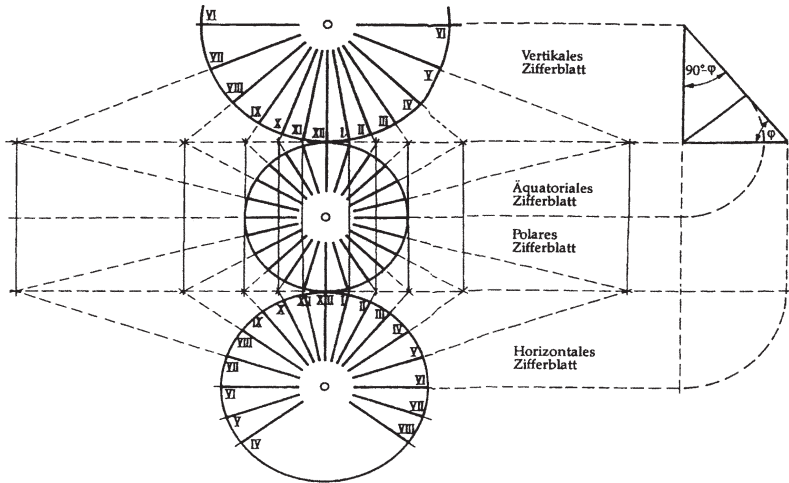 VI VI
VII V
VIII IV
IX III
X II
XI XII I
Vertikales
Zifferblatt
90°-φ
φ
Äquatoriales
Zifferblatt
Polares
Zifferblatt
XI XII I
X II
IX III
VIII IV
VII V
VI VI
V VII
IV VIII
Horizontales
Zifferblatt